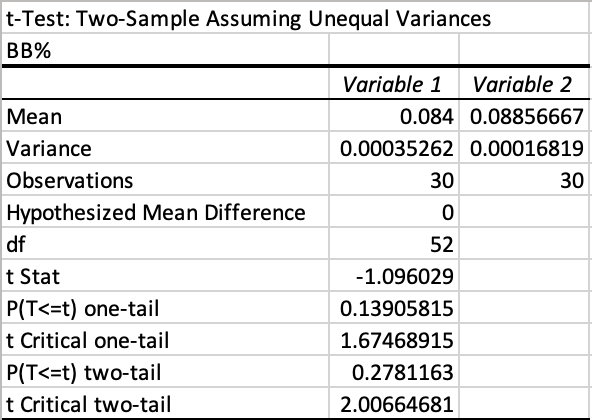 t-Test: Two-Sample Assuming Unequal Variances
BB%
Variable 1 Variable 2
Mean 0.084 0.08856667
Variance 0.00035262 0.00016819
Observations 30 30
Hypothesized Mean Difference 0
df 52
t Stat -1.096029
P(T<=t) one-tail 0.13905815
t Critical one-tail 1.67468915
P(T<=t) two-tail 0.2781163
t Critical two-tail 2.00664681